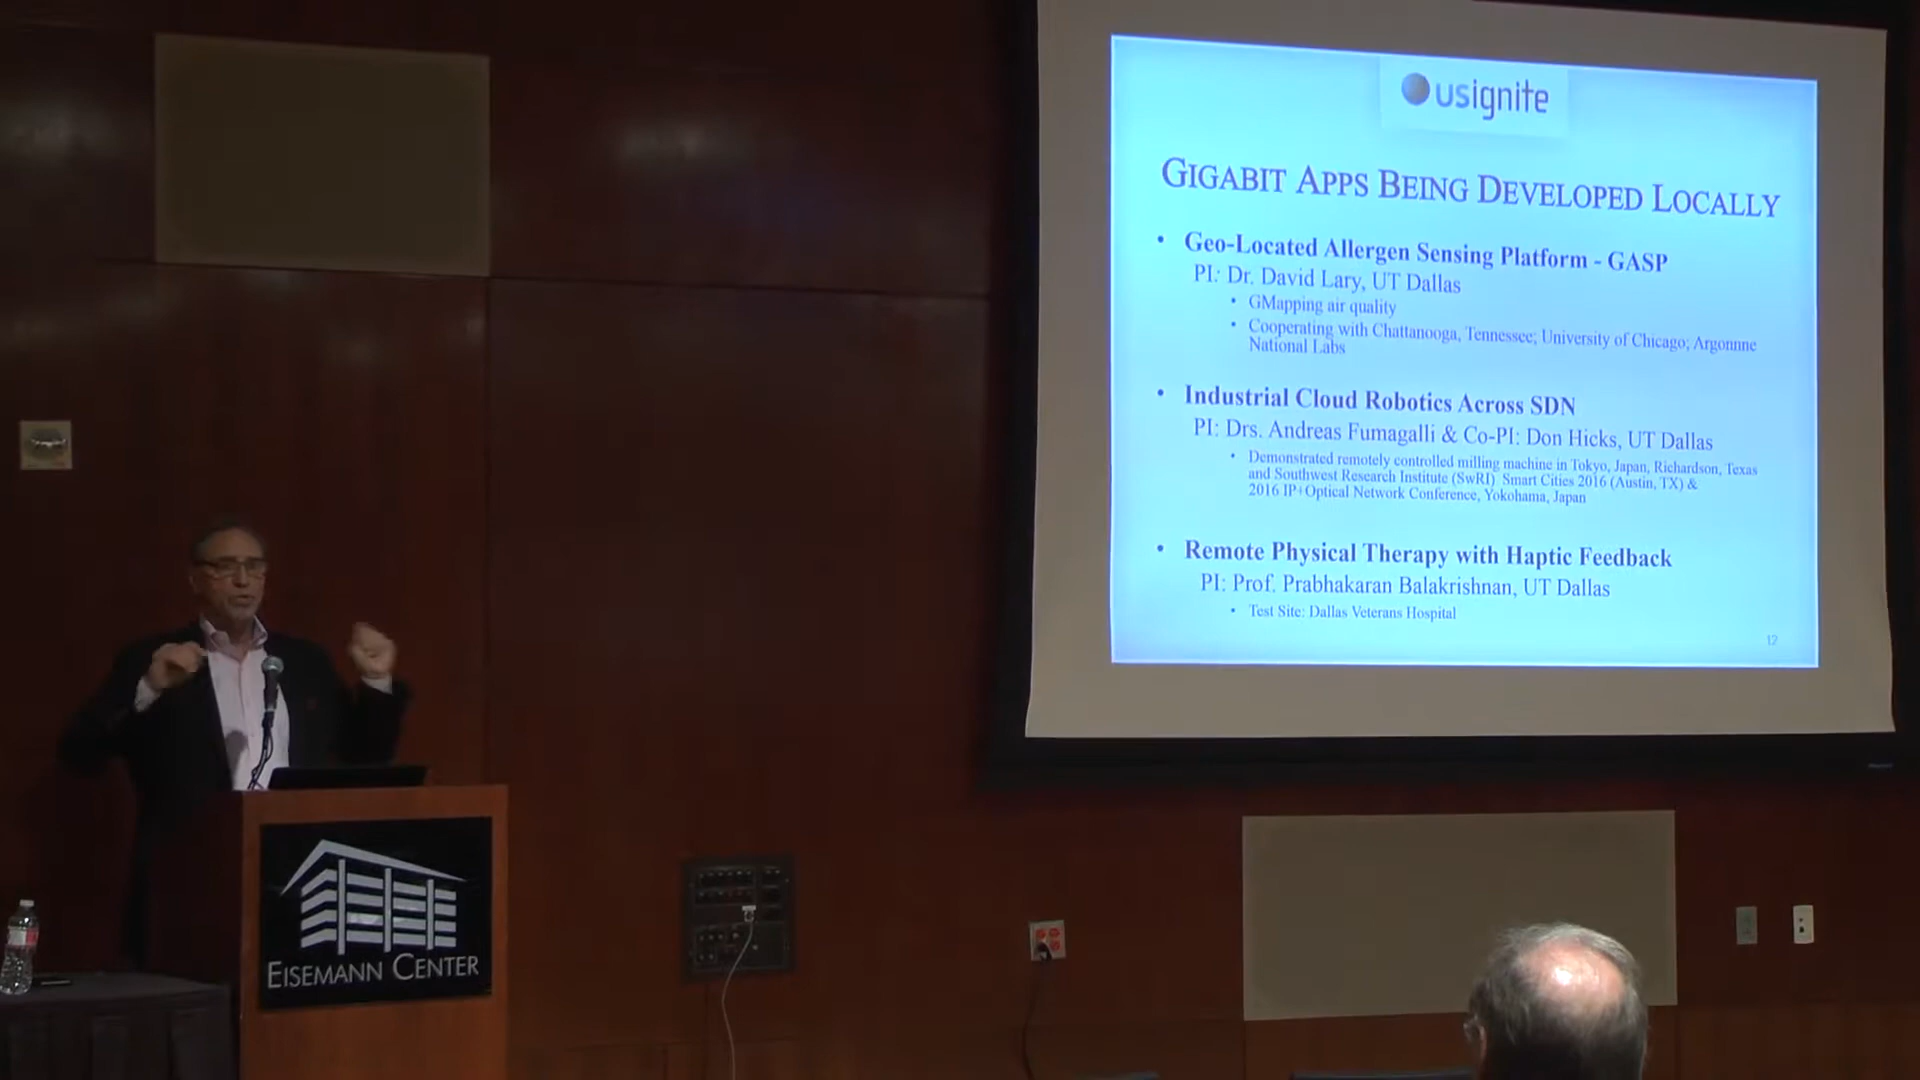 usignite
GIGABIT APPS BEING DEVELOPED LOCALLY
• Geo-Located Allergen Sensing Platform - GASP
PI: Dr. David Lary, UT Dallas
• GMapping air quality
• Cooperating with Chattanooga, Tennessee; University of Chicago; Argonnne
National Labs
• Industrial Cloud Robotics Across SDN
PI: Drs. Andreas Fumagalli & Co-PI: Don Hicks, UT Dallas
• Demonstrated remotely controlled milling machine in Tokyo, Japan, Richardson, Texas
and Southwest Research Institute (SwRI) Smart Cities 2016 (Austin, TX) &
2016 IP+Optical Network Conference, Yokohama, Japan
• Remote Physical Therapy with Haptic Feedback
PI: Prof. Prabhakaran Balakrishnan, UT Dallas
• Test Site: Dallas Veterans Hospital
12
EISEMANN CENTER